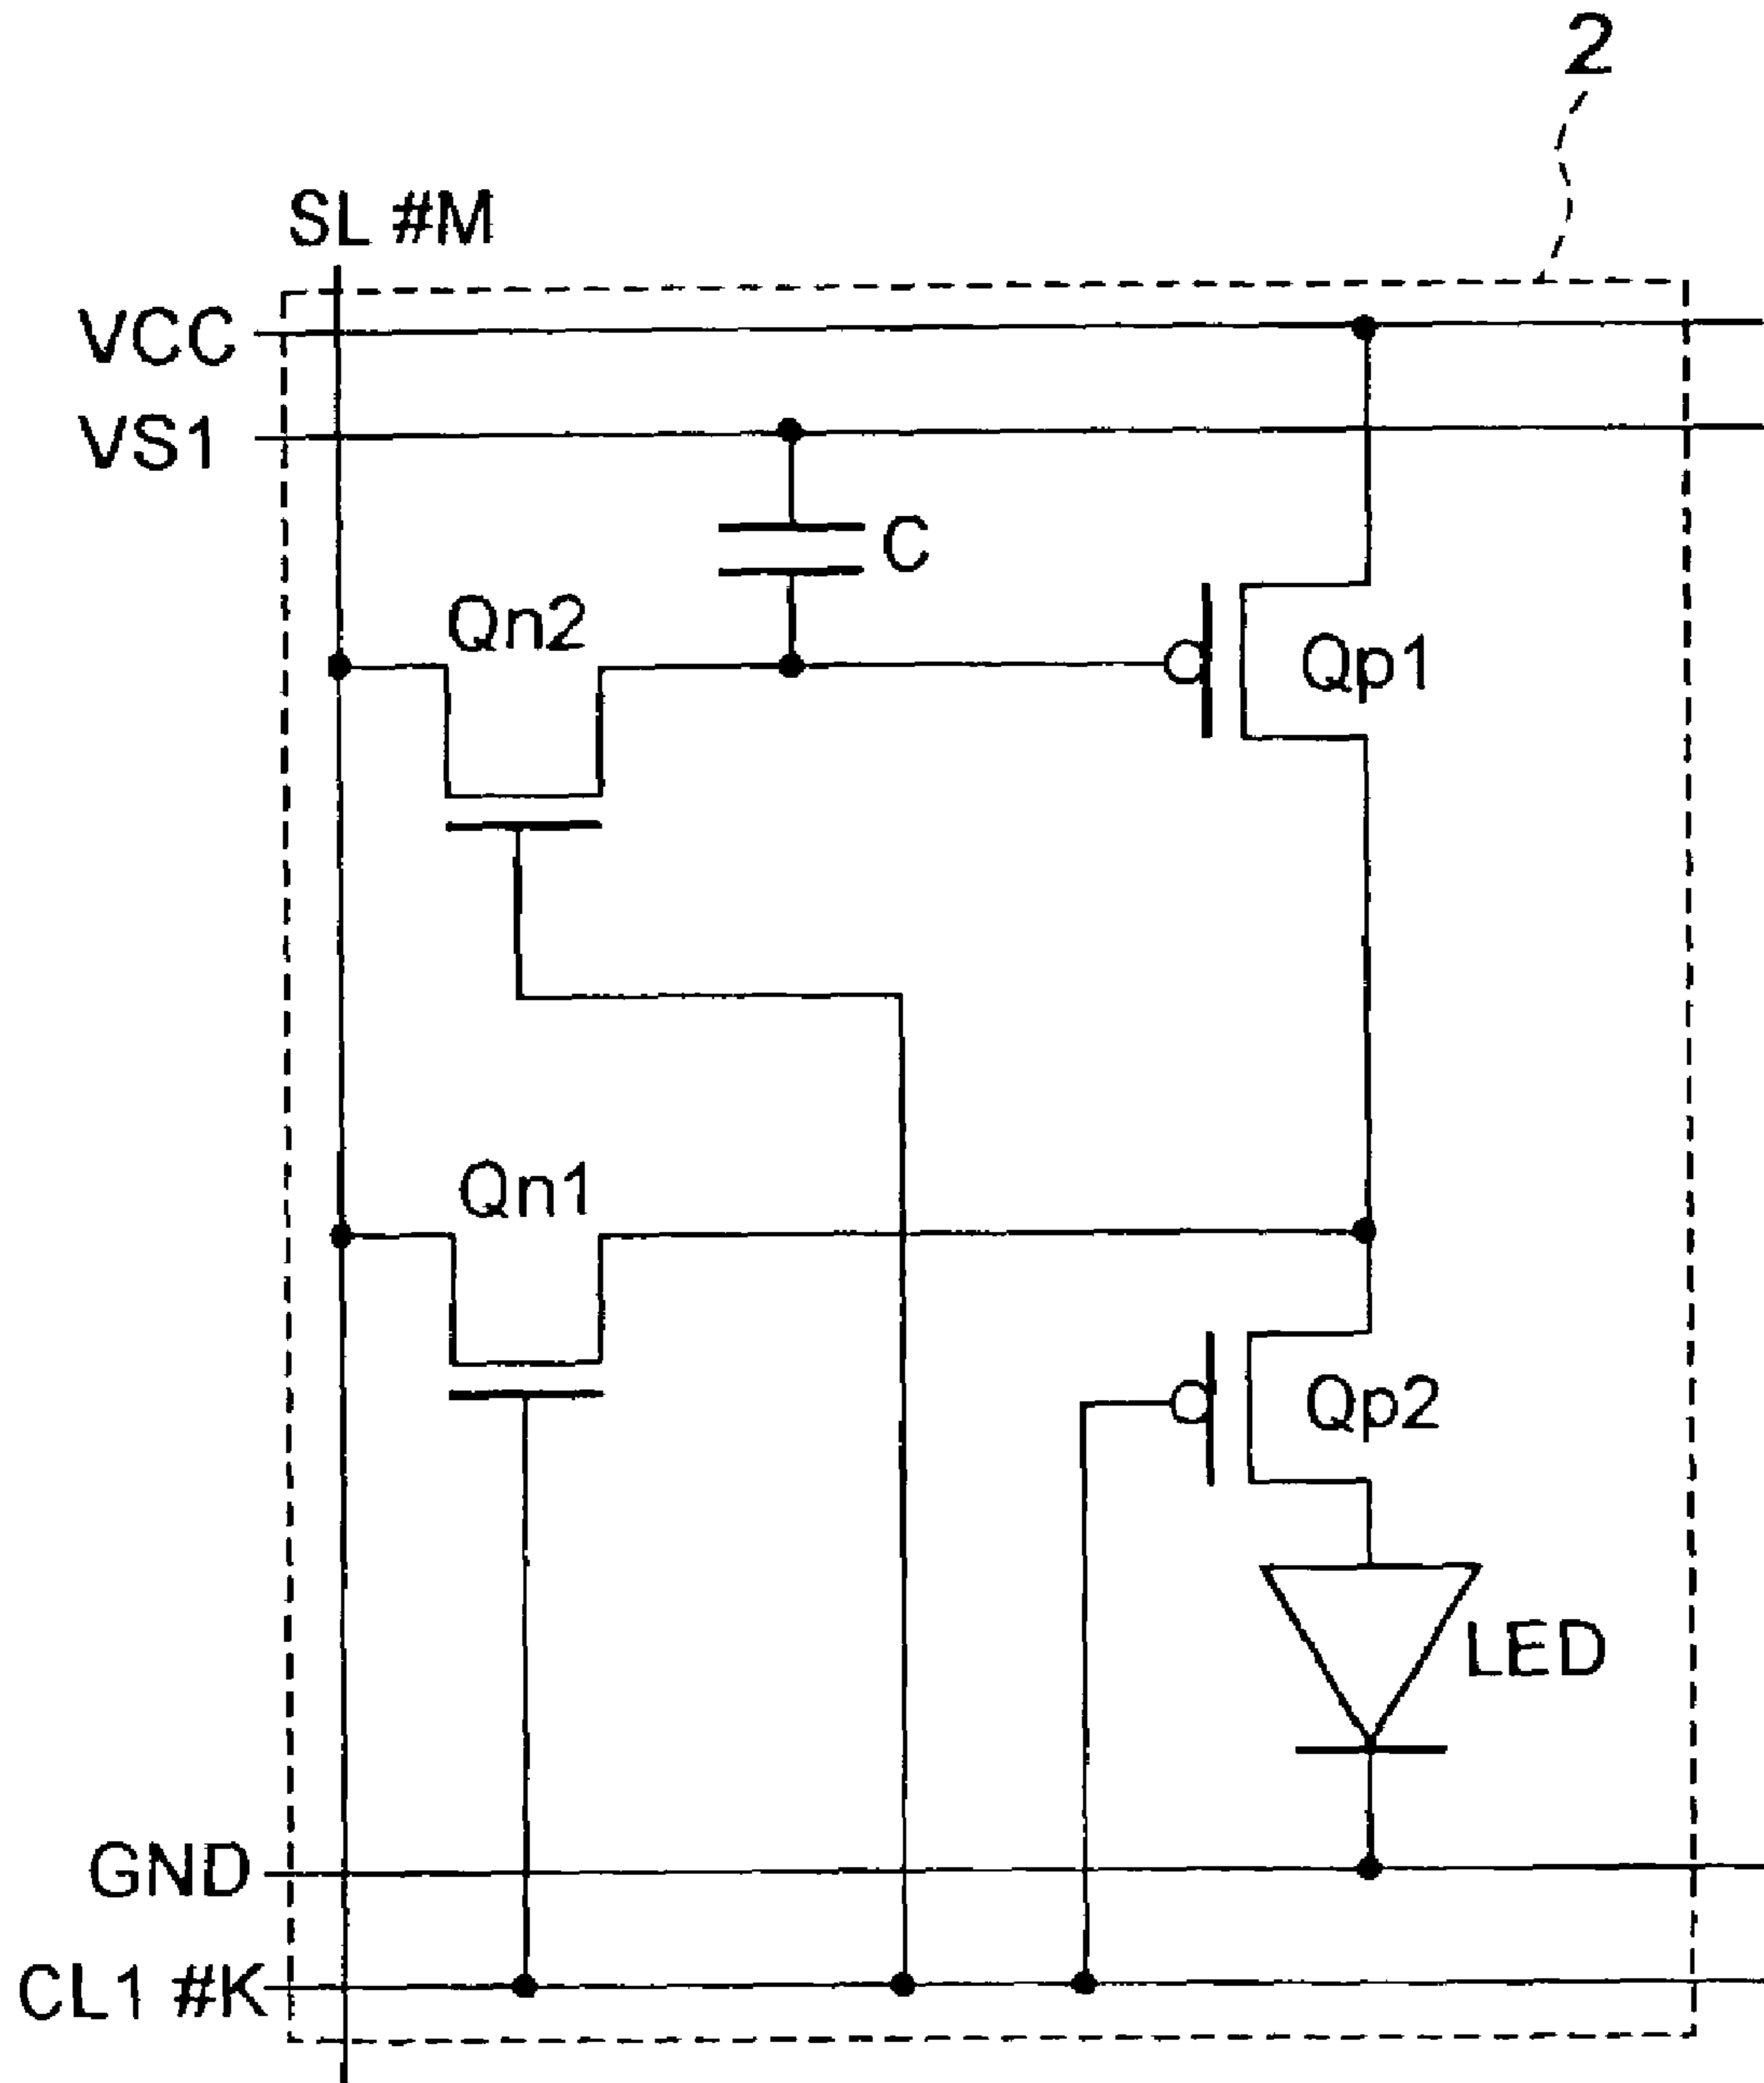 2
SL #M
VCC
VS1
C
Qn2
Qp1
Qn1
Qp2
LED
GND
CL1 #K